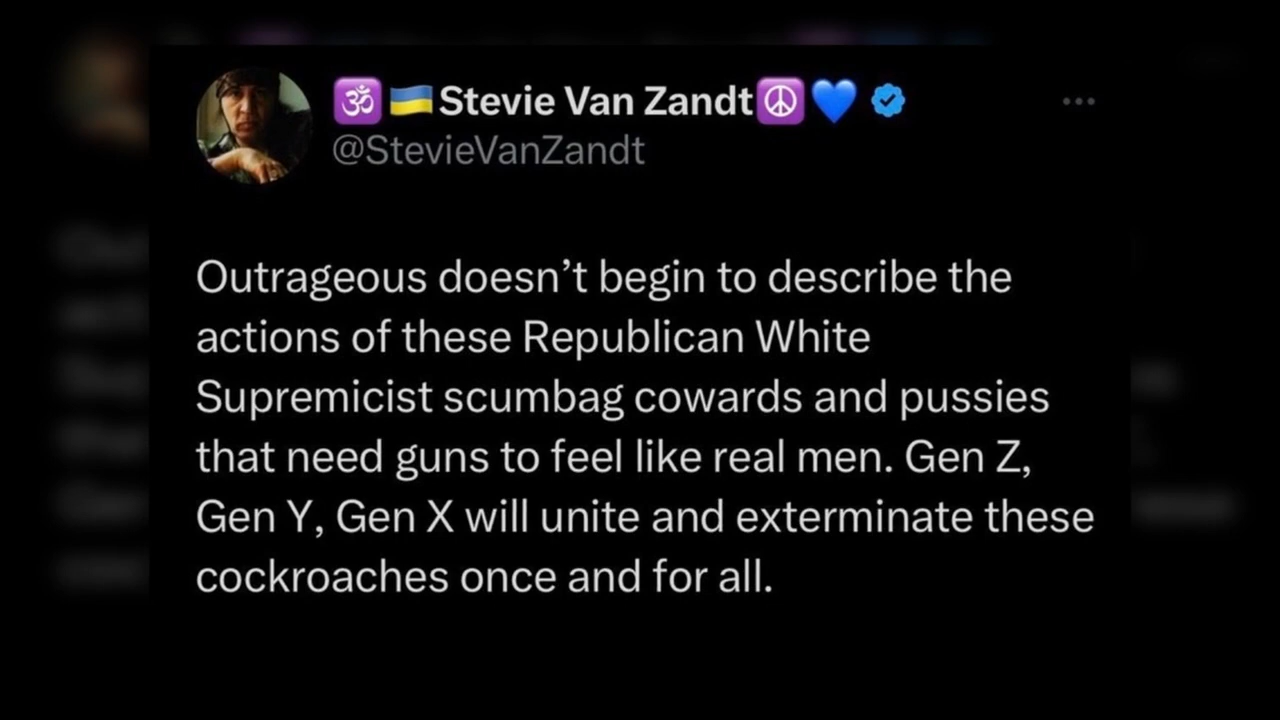 🕉️🇺🇦Stevie Van Zandt☮️💙
@StevieVanZandt
Outrageous doesn’t begin to describe the
actions of these Republican White
Supremicist scumbag cowards and pussies
that need guns to feel like real men. Gen Z,
Gen Y, Gen X will unite and exterminate these
cockroaches once and for all.